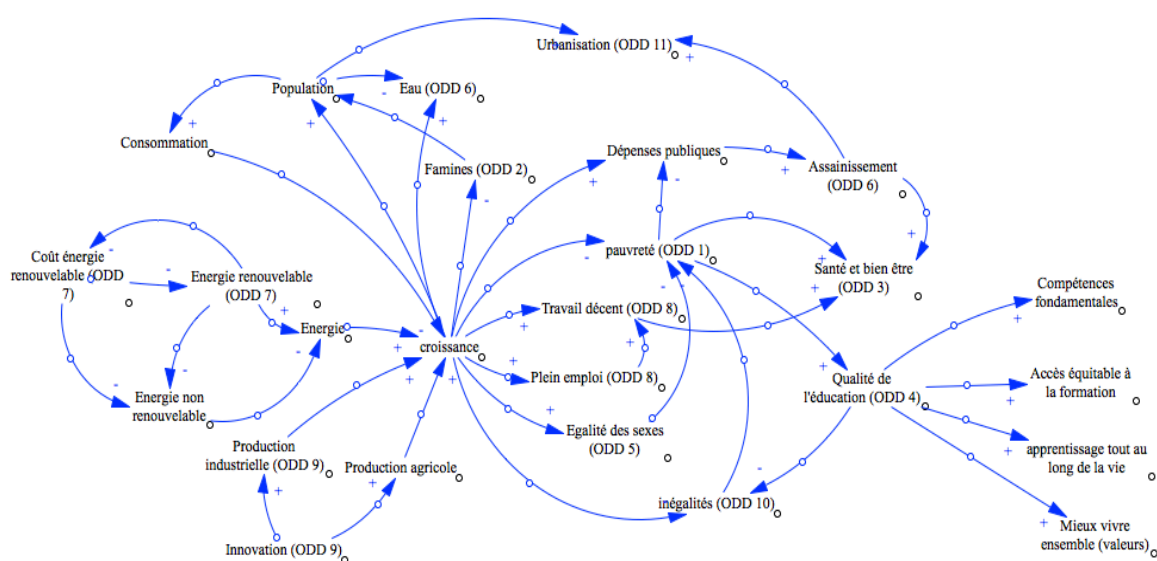 Urbanisation (ODD 11)
Population
Eau (ODD 6)
Consommation
Famines (ODD 2)
Dépenses publiques
Assainissement
(ODD 6)
Coût énergie
renouvelable (ODD
7)
Energie renouvelable
(ODD 7)
pauvreté (ODD 1)
Santé et bien être
(ODD 3)
Compétences
fondamentales
Energie
Travail décent (ODD 8)
croissance
Plein emploi (ODD 8)
Qualité de
l'éducation (ODD 4)
Accès équitable à
la formation
Energie non
renouvelable
Egalité des sexes
(ODD 5)
Production
industrielle (ODD 9)
Production agricole
apprentissage tout au
long de la vie
inégalités (ODD 10)
Innovation (ODD 9)
Mieux vivre
ensemble (valeurs)